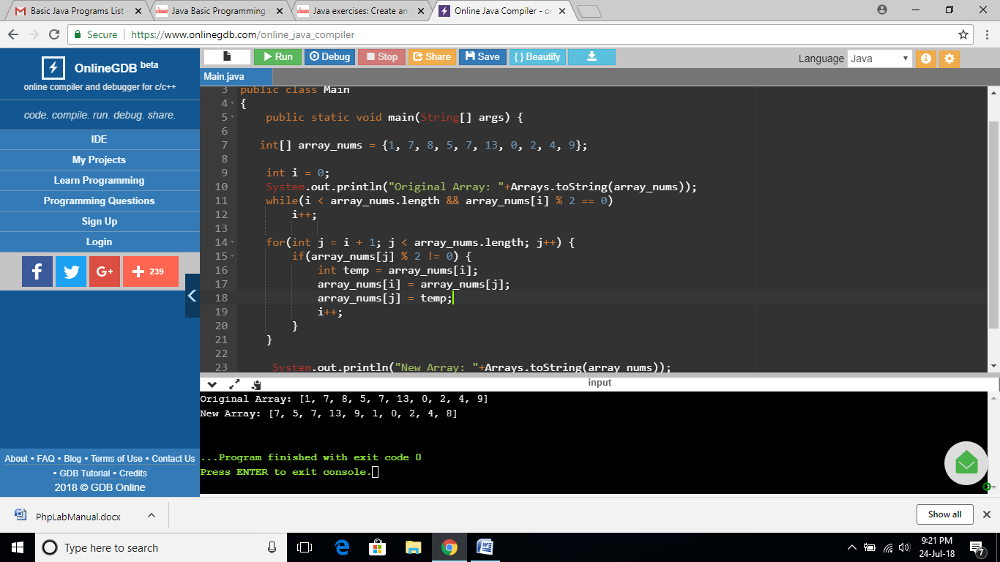 Basic Java Programs List
Java Basic Programming
Java exercises: Create an
Online Java Compiler - or
Secure
https://www.onlinegdb.com/online_java_compiler
OnlineGDB beta
online compiler and debugger for c/c++
code. compile. run. debug. share.
IDE
My Projects
Learn Programming
Programming Questions
Sign Up
Login
f
G+
+ 239
About • FAQ • Blog • Terms of Use • Contact Us
• GDB Tutorial • Credits
2018 © GDB Online
Run
Debug
Stop
Share
Save
{ } Beautify
Language Java
Main.java
3 public class Main
4 {
5     public static void main(String[] args) {
6
7    int[] array_nums = {1, 7, 8, 5, 7, 13, 0, 2, 4, 9};
8
9     int i = 0;
10     System.out.println("Original Array: "+Arrays.toString(array_nums));
11     while(i < array_nums.length && array_nums[i] % 2 == 0)
12         i++;
13
14     for(int j = i + 1; j < array_nums.length; j++) {
15         if(array_nums[j] % 2 != 0) {
16             int temp = array_nums[i];
17             array_nums[i] = array_nums[j];
18             array_nums[j] = temp;
19             i++;
20         }
21     }
22
23      System.out.println("New Array: "+Arrays.toString(array_nums));
input
Original Array: [1, 7, 8, 5, 7, 13, 0, 2, 4, 9]
New Array: [7, 5, 7, 13, 9, 1, 0, 2, 4, 8]
...Program finished with exit code 0
Press ENTER to exit console.
PhpLabManual.docx
Show all
Type here to search
9:21 PM
24-Jul-18
7